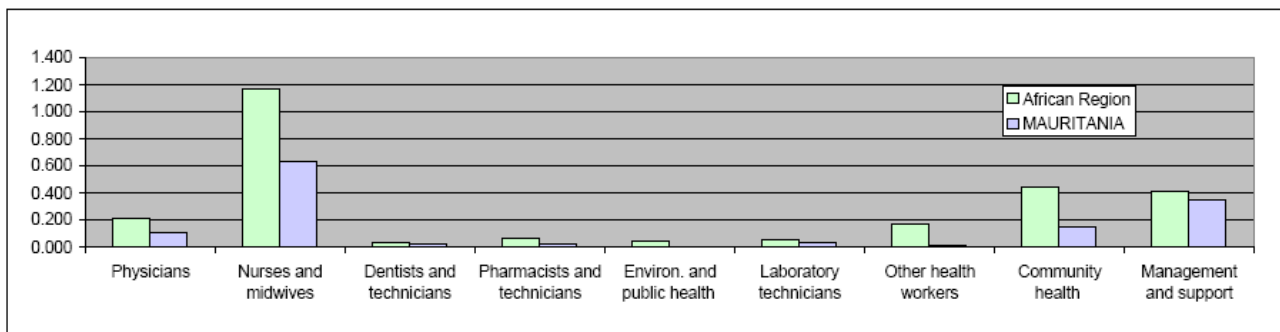 1.400
1.200
1.000
0.800
0.600
0.400
0.200
0.000
African Region
MAURITANIA
Physicians
Nurses and
midwives
Dentists and
technicians
Pharmacists and
technicians
Environ. and
public health
Laboratory
technicians
Other health
workers
Community
health
Management
and support